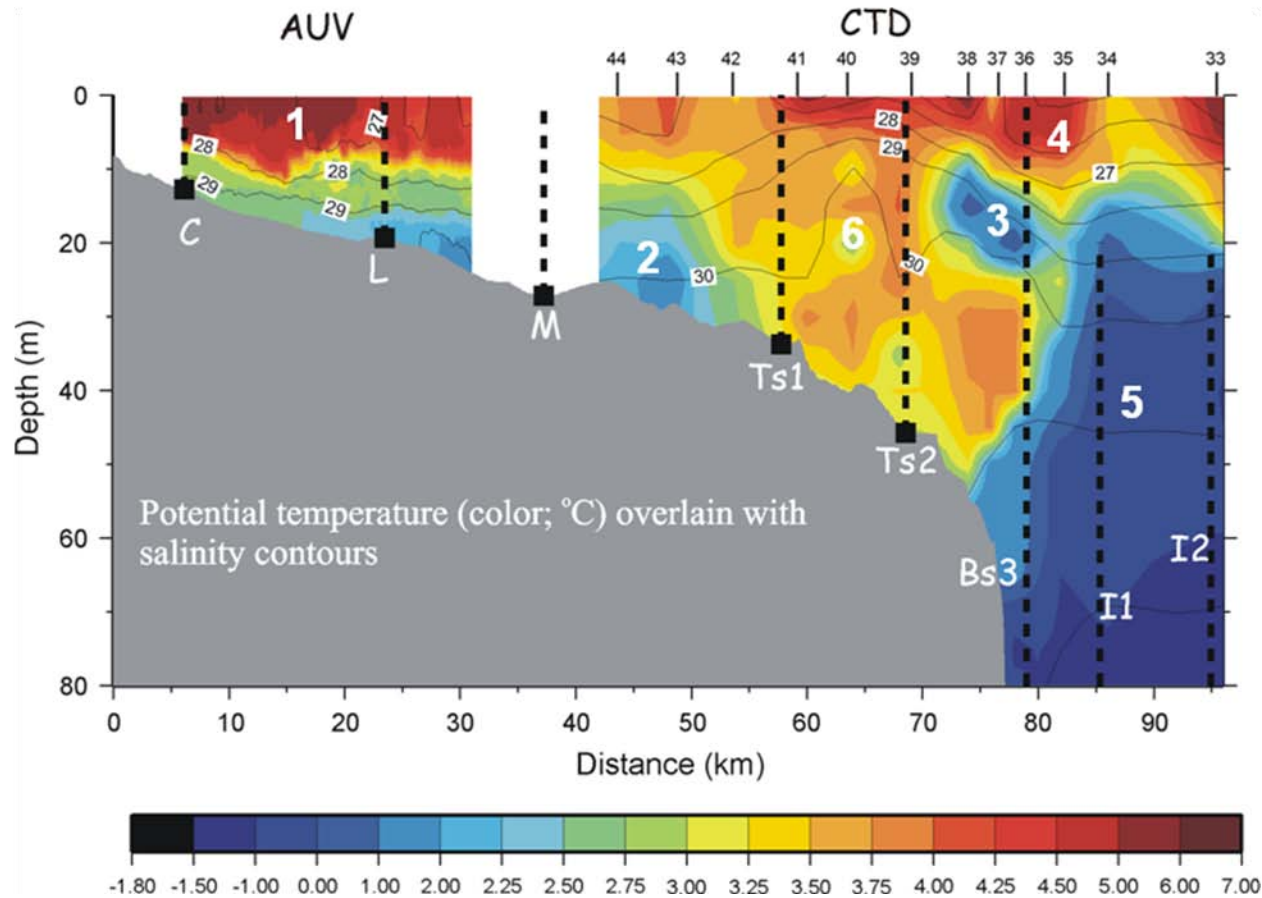 AUV CTD
44 43 42 41 40 39 38 37 36 35 34 33
0
20
40
60
80
Depth (m)
1
27
28
28
29
29
C
L
M
2
30
28
29
30
6
3
4
27
5
Ts1
Ts2
Bs3
I1
I2
Potential temperature (color; °C) overlain with
salinity contours
0 10 20 30 40 50 60 70 80 90
Distance (km)
-1.80 -1.50 -1.00 0.00 1.00 2.00 2.25 2.50 2.75 3.00 3.25 3.50 3.75 4.00 4.25 4.50 5.00 6.00 7.00